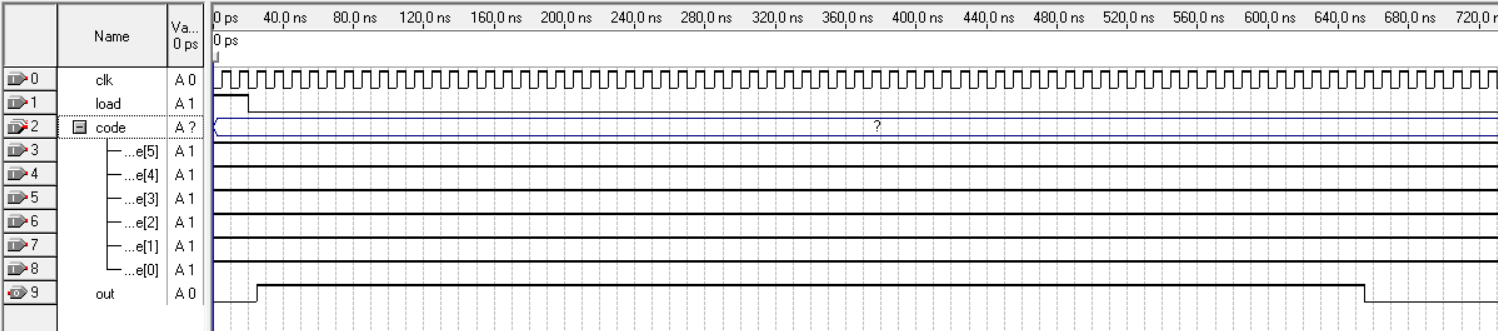 Name Va... 0 ps
0 ps 40.0 ns 80.0 ns 120.0 ns 160.0 ns 200.0 ns 240.0 ns 280.0 ns 320.0 ns 360.0 ns 400.0 ns 440.0 ns 480.0 ns 520.0 ns 560.0 ns 600.0 ns 640.0 ns 680.0 ns 720.0 n
0 ps
0 clk A 0
1 load A 1
2 code A ? ?
3 ...e[5] A 1
4 ...e[4] A 1
5 ...e[3] A 1
6 ...e[2] A 1
7 ...e[1] A 1
8 ...e[0] A 1
9 out A 0